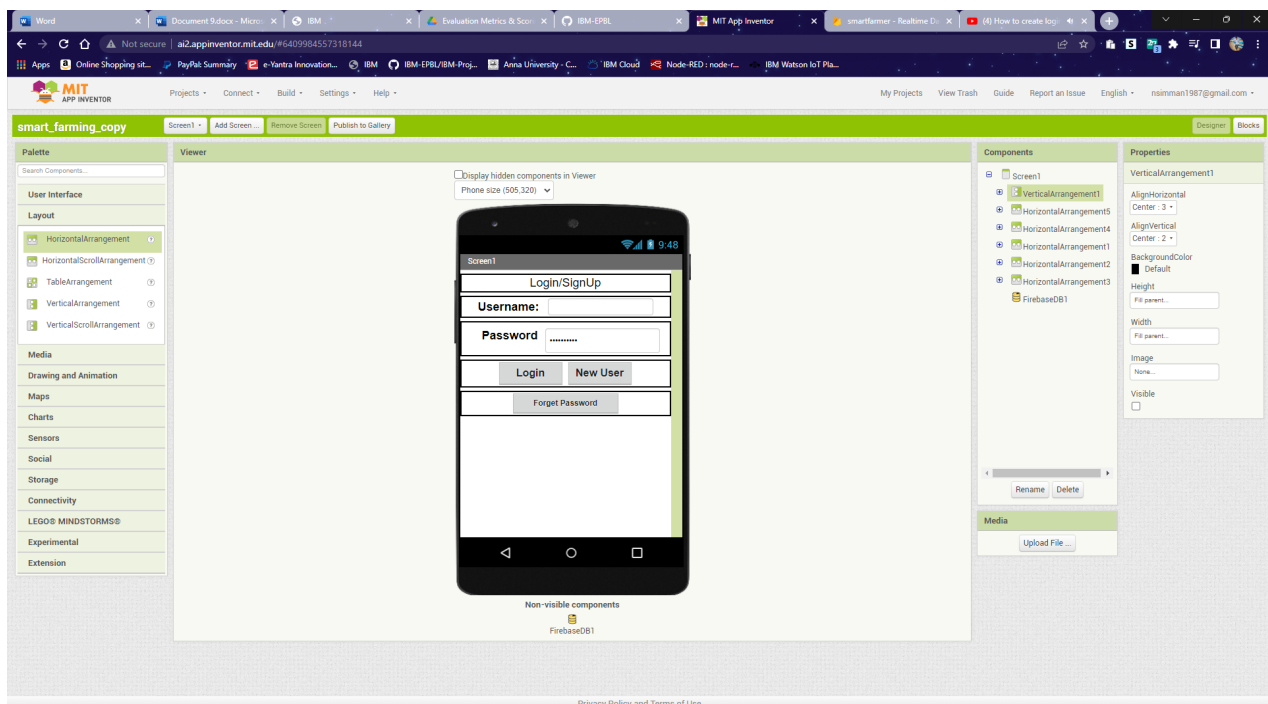 Word
Document 9.docx - Micros
IBM
Evaluation Metrics & Scori
IBM-EPBL
MIT App Inventor
smartfarmer - Realtime Da
(4) How to create logi
Not secure
ai2.appinventor.mit.edu/#6409984557318144
Apps
Online Shopping sit...
PayPal: Summary
e-Yantra Innovation...
IBM
IBM-EPBL/IBM-Proj...
Anna University - C...
IBM Cloud
Node-RED : node-r...
IBM Watson IoT Pla...
MIT
APP INVENTOR
Projects
Connect
Build
Settings
Help
My Projects
View Trash
Guide
Report an Issue
English
nsimman1987@gmail.com
smart_farming_copy
Screen1
Add Screen ...
Remove Screen
Publish to Gallery
Designer
Blocks
Palette
Search Components...
User Interface
Layout
HorizontalArrangement
HorizontalScrollArrangement
TableArrangement
VerticalArrangement
VerticalScrollArrangement
Media
Drawing and Animation
Maps
Charts
Sensors
Social
Storage
Connectivity
LEGO® MINDSTORMS®
Experimental
Extension
Viewer
Display hidden components in Viewer
Phone size (505,320)
9:48
Screen1
Login/SignUp
Username:
Password
Login
New User
Forget Password
Non-visible components
FirebaseDB1
Components
Screen1
VerticalArrangement1
HorizontalArrangement5
HorizontalArrangement4
HorizontalArrangement1
HorizontalArrangement2
HorizontalArrangement3
FirebaseDB1
Rename
Delete
Media
Upload File ...
Properties
VerticalArrangement1
AlignHorizontal
Center : 3
AlignVertical
Center : 2
BackgroundColor
Default
Height
Fill parent...
Width
Fill parent...
Image
None...
Visible
Privacy Policy and Terms of Use